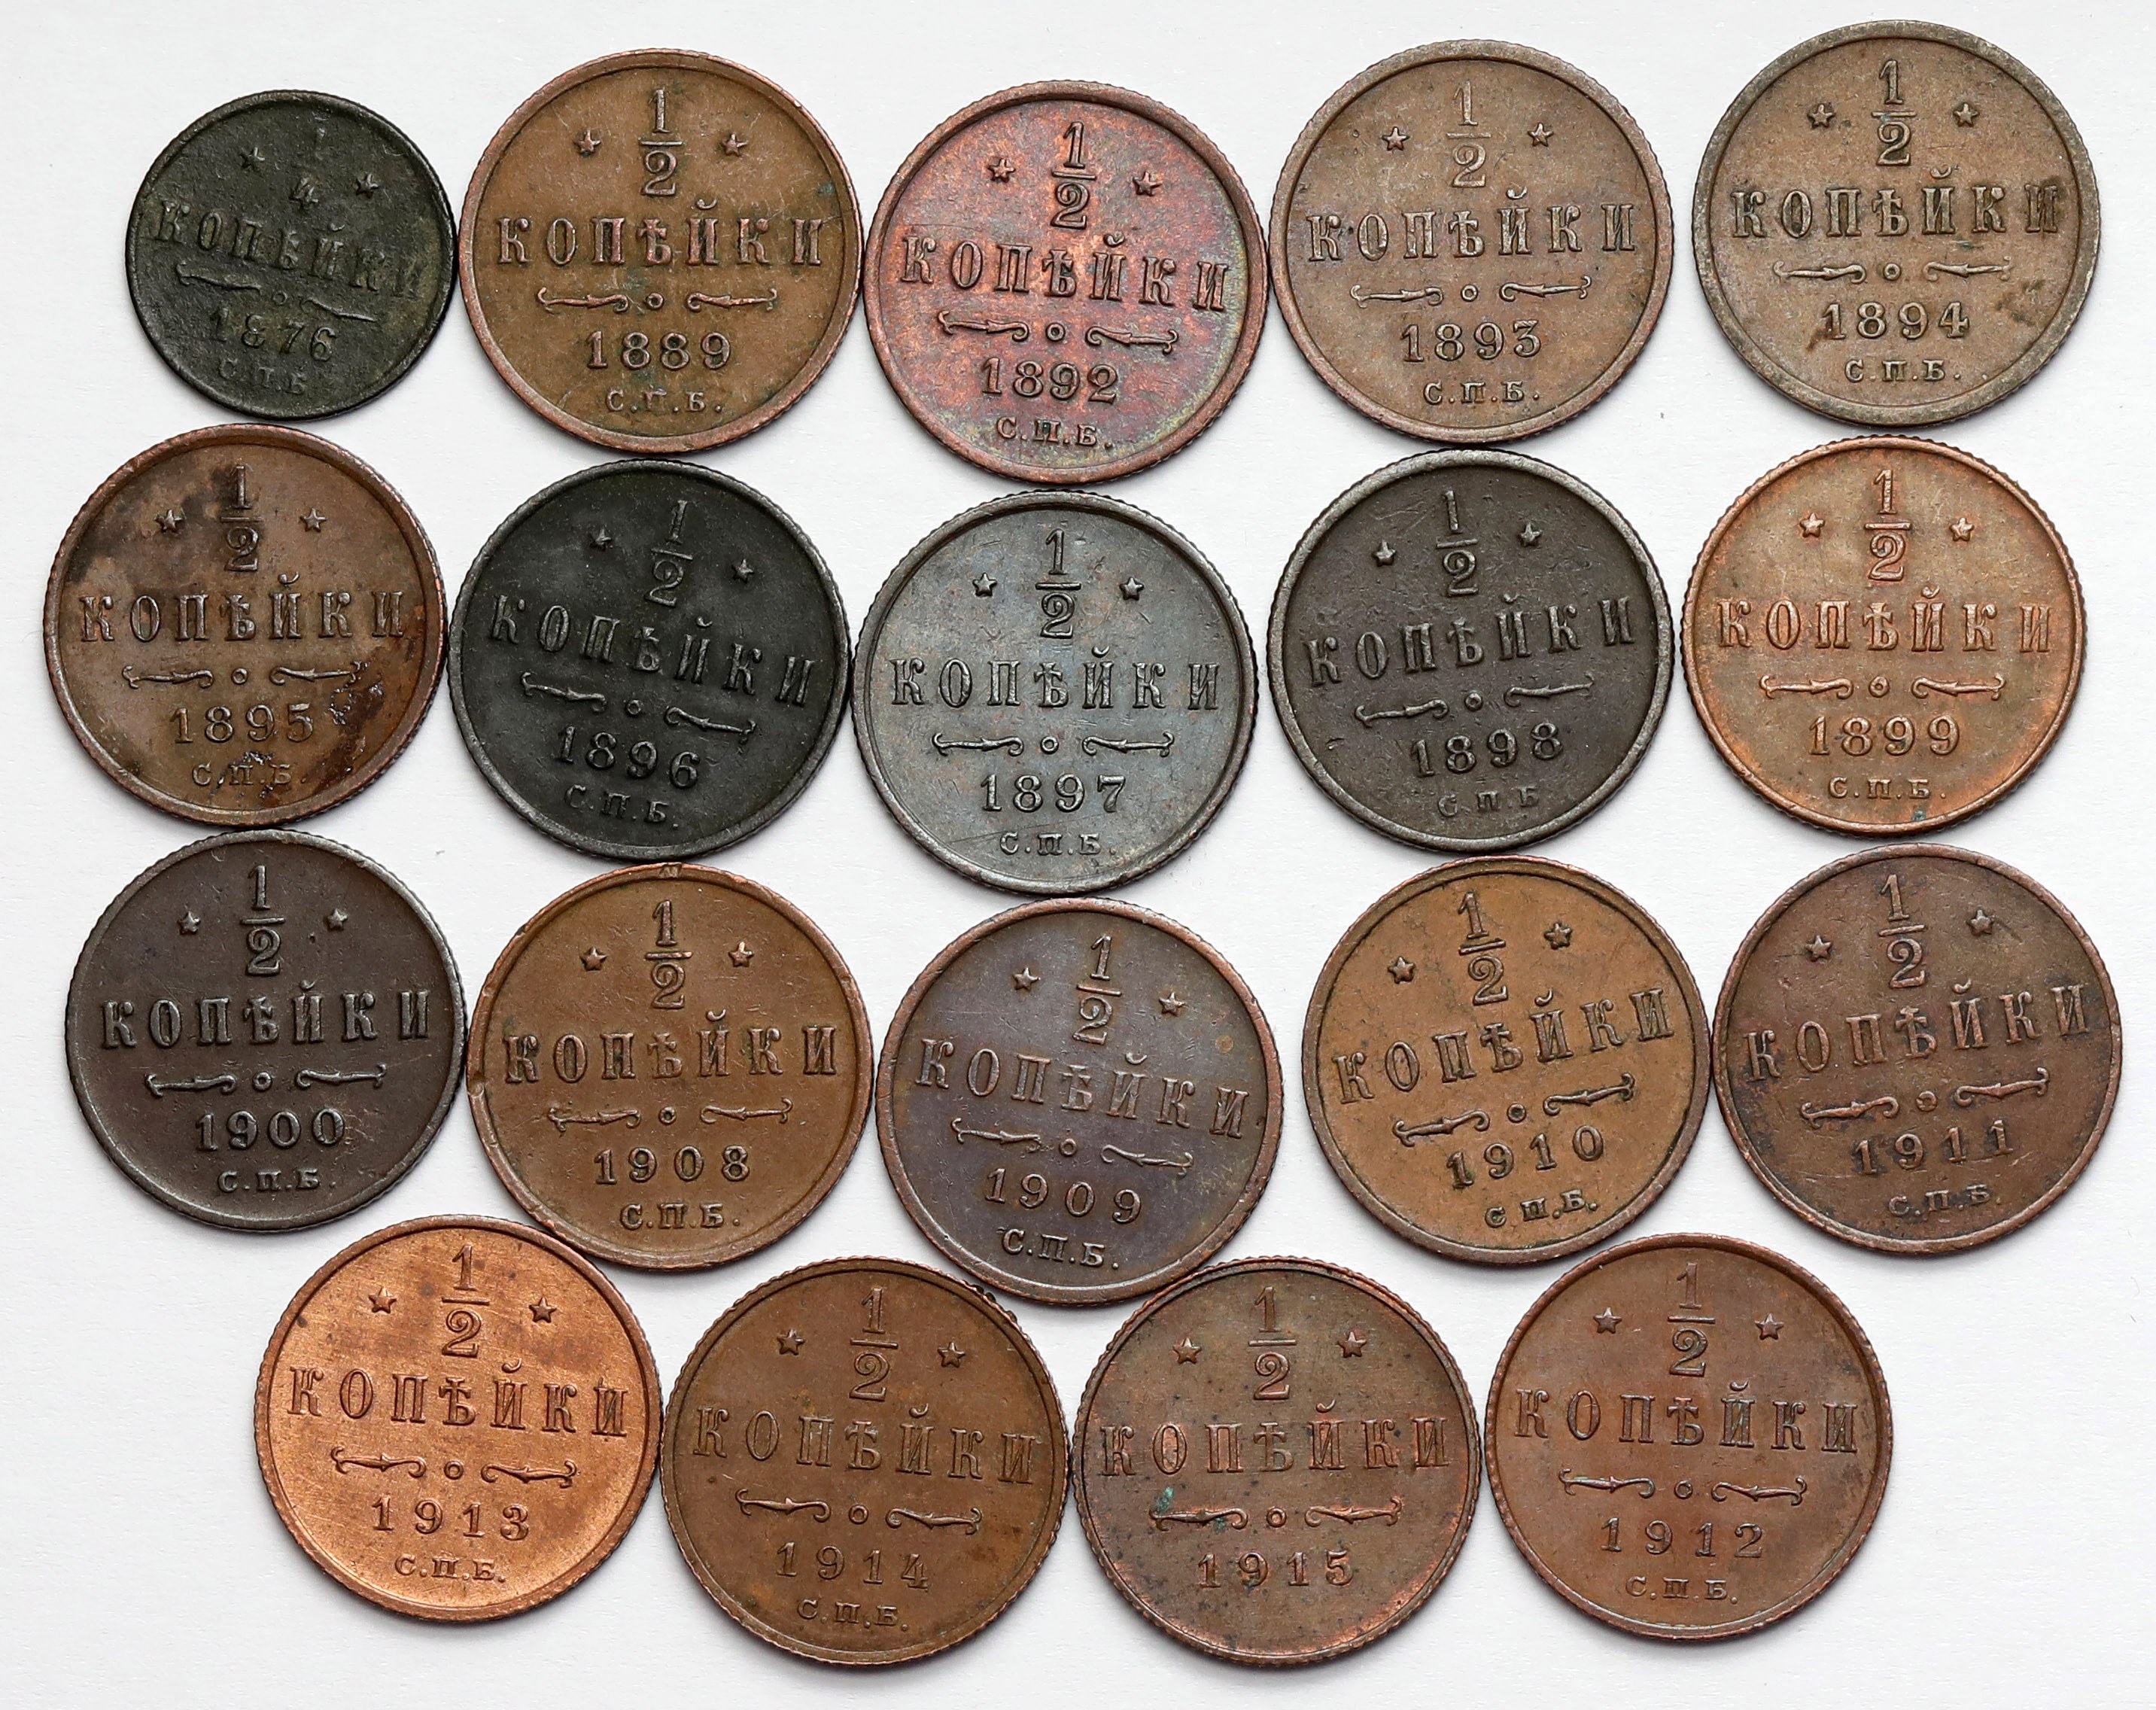 1
4
КОПѢЙКИ
1876
С.П.Б
1
2
КОПѢЙКИ
1889
С.П.Б.
1
2
КОПѢЙКИ
1892
С.П.Б.
1
2
КОПѢЙКИ
1893
С.П.Б.
1
2
КОПѢЙКИ
1894
С.П.Б.
1
2
КОПѢЙКИ
1895
С.П.Б.
1
2
КОПѢЙКИ
1896
С.П.Б.
1
2
КОПѢЙКИ
1897
С.П.Б.
1
2
КОПѢЙКИ
1898
С.П.Б
1
2
КОПѢЙКИ
1899
С.П.Б.
1
2
КОПѢЙКИ
1900
С.П.Б.
1
2
КОПѢЙКИ
1908
С.П.Б.
1
2
КОПѢЙКИ
1909
С.П.Б.
1
2
КОПѢЙКИ
1910
С.П.Б.
1
2
КОПѢЙКИ
1911
С.П.Б.
1
2
КОПѢЙКИ
1913
С.П.Б.
1
2
КОПѢЙКИ
1914
С.П.Б.
1
2
КОПѢЙКИ
1915
1
2
КОПѢЙКИ
1912
С.П.Б.